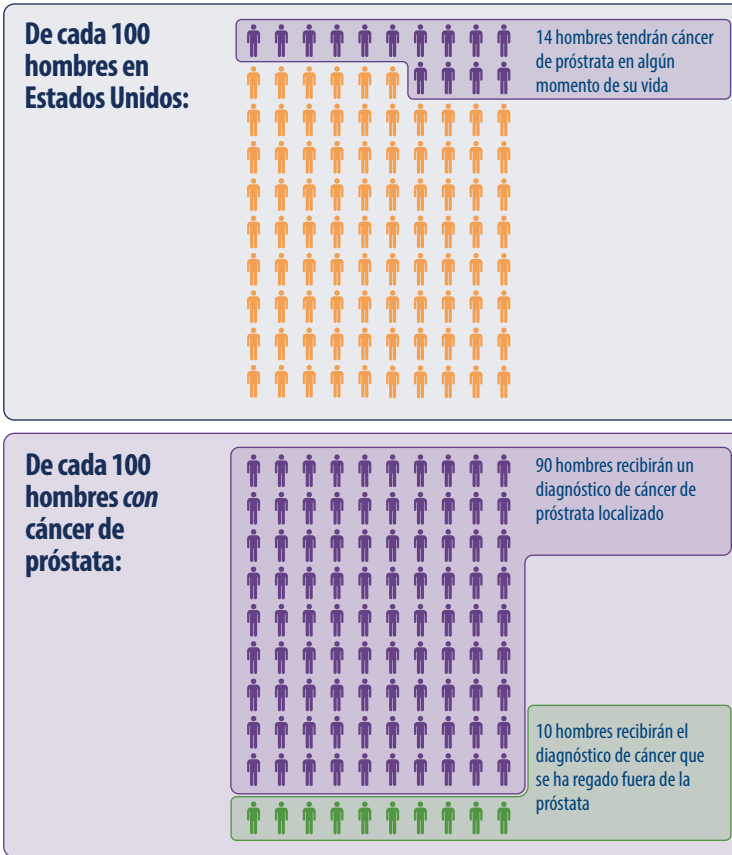 De cada 100
hombres en
Estados Unidos:
14 hombres tendrán cáncer
de próstrata en algún
momento de su vida
De cada 100
hombres con
cáncer de
próstata:
90 hombres recibirán un
diagnóstico de cáncer de
próstrata localizado
10 hombres recibirán el
diagnóstico de cáncer que
se ha regado fuera de la
próstata